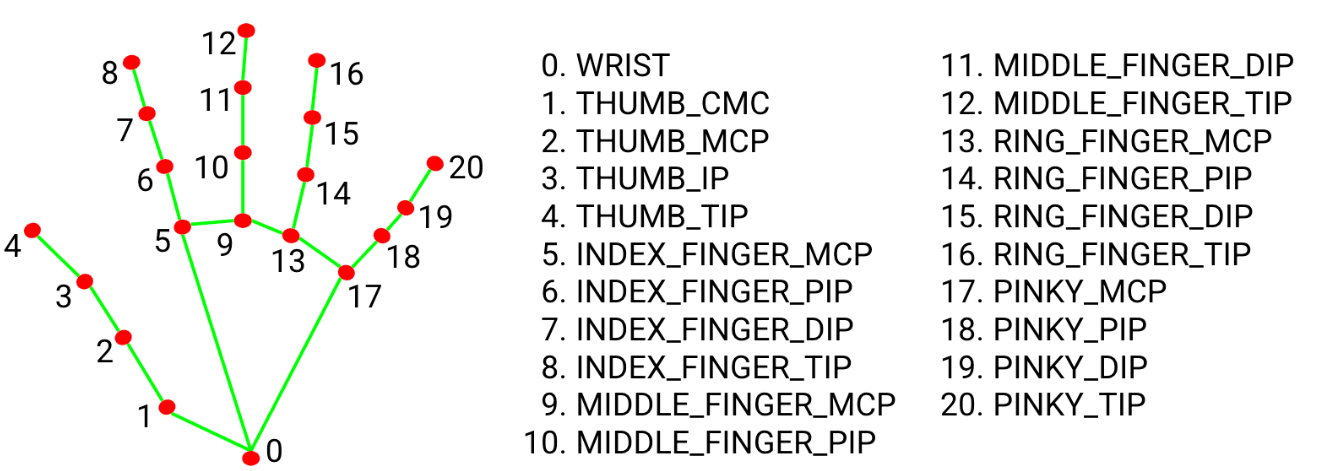 12
8
16
11
7
15
10
6
20
14
19
4
5
9
18
13
3
17
2
1
0
0. WRIST
1. THUMB_CMC
2. THUMB_MCP
3. THUMB_IP
4. THUMB_TIP
5. INDEX_FINGER_MCP
6. INDEX_FINGER_PIP
7. INDEX_FINGER_DIP
8. INDEX_FINGER_TIP
9. MIDDLE_FINGER_MCP
10. MIDDLE_FINGER_PIP
11. MIDDLE_FINGER_DIP
12. MIDDLE_FINGER_TIP
13. RING_FINGER_MCP
14. RING_FINGER_PIP
15. RING_FINGER_DIP
16. RING_FINGER_TIP
17. PINKY_MCP
18. PINKY_PIP
19. PINKY_DIP
20. PINKY_TIP